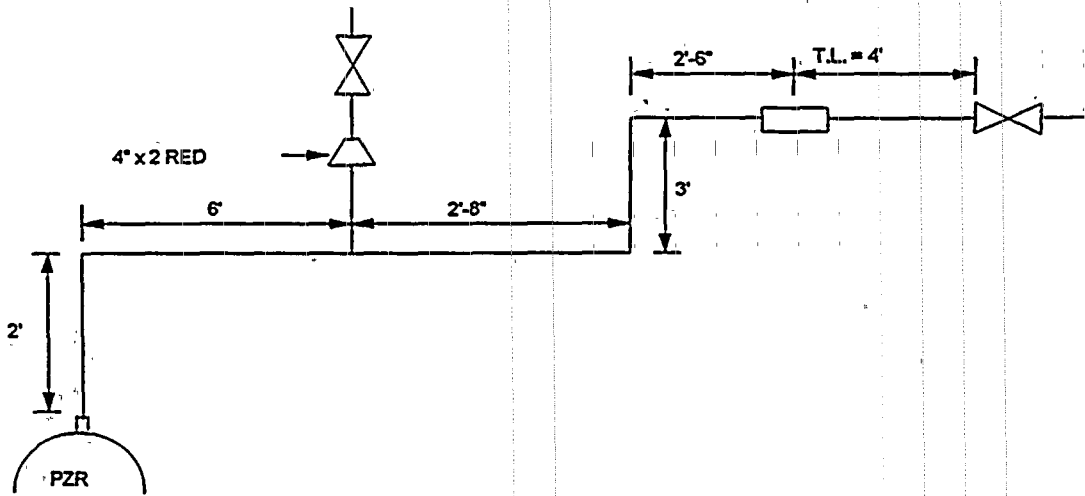 2'-6"
T.L. = 4'
4" x 2 RED
3'
6'
2'-8"
2'
PZR